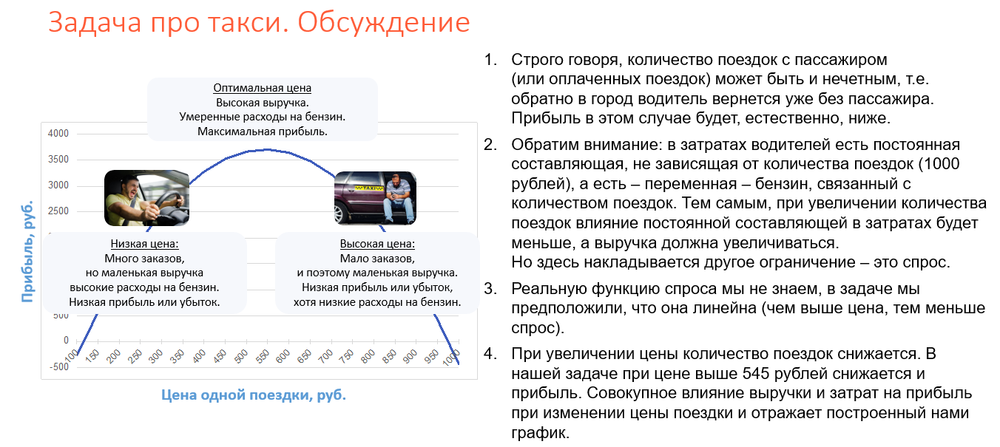 Задача про такси. Обсуждение
Оптимальная цена
Высокая выручка.
Умеренные расходы на бензин.
Максимальная прибыль.
4000
3500
3000
2500
TAXI
Низкая цена:
Много заказов,
но маленькая выручка
высокие расходы на бензин.
Низкая прибыль или убыток.
Высокая цена:
Мало заказов,
и поэтому маленькая выручка.
Низкая прибыль или убыток,
хотя низкие расходы на бензин.
500
0
-500
100 150 200 250 300 350 400 450 500 550 600 650 700 750 800 850 900 950 1000
Прибыль, руб.
Цена одной поездки, руб.
1. Строго говоря, количество поездок с пассажиром
(или оплаченных поездок) может быть и нечетным, т.е.
обратно в город водитель вернется уже без пассажира.
Прибыль в этом случае будет, естественно, ниже.
2. Обратим внимание: в затратах водителей есть постоянная
составляющая, не зависящая от количества поездок (1000
рублей), а есть – переменная – бензин, связанный с
количеством поездок. Тем самым, при увеличении количества
поездок влияние постоянной составляющей в затратах будет
меньше, а выручка должна увеличиваться.
Но здесь накладывается другое ограничение – это спрос.
3. Реальную функцию спроса мы не знаем, в задаче мы
предположили, что она линейна (чем выше цена, тем меньше
спрос).
4. При увеличении цены количество поездок снижается. В
нашей задаче при цене выше 545 рублей снижается и
прибыль. Совокупное влияние выручки и затрат на прибыль
при изменении цены поездки и отражает построенный нами
график.